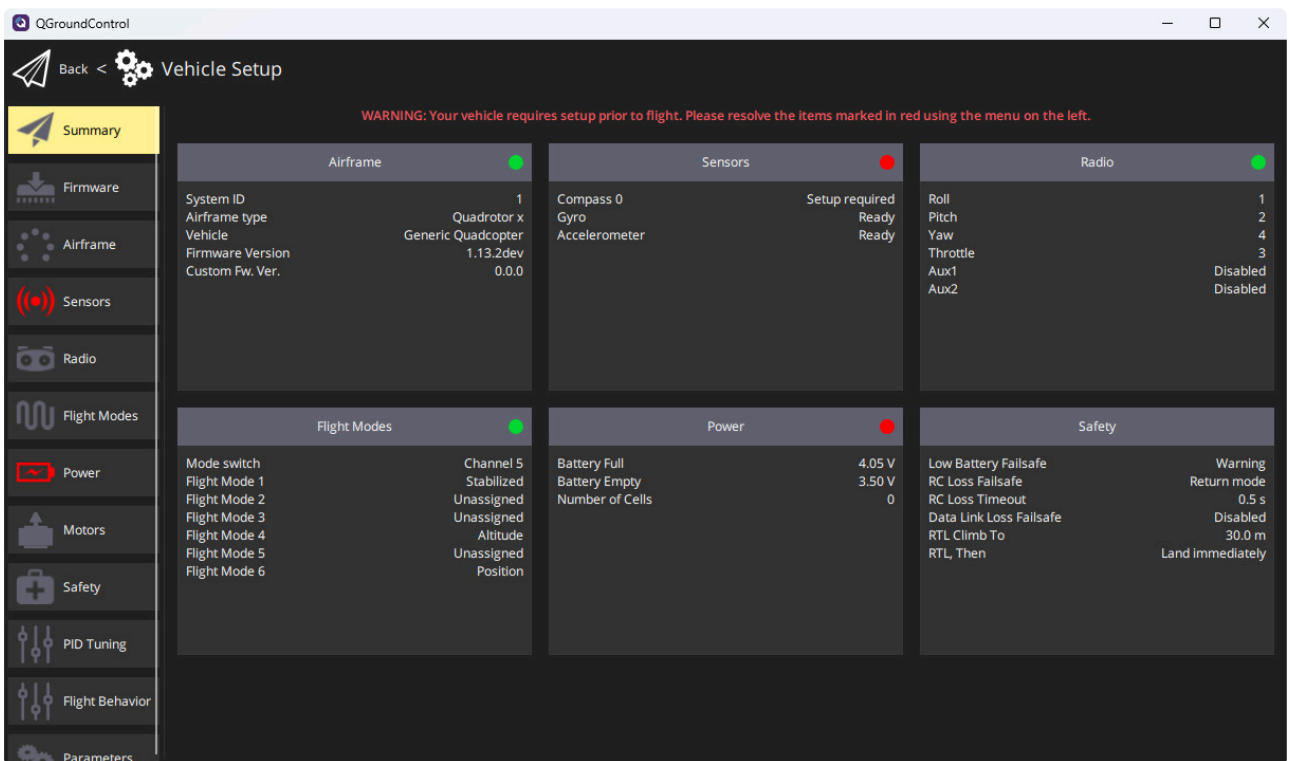 QGroundControl
Back < Vehicle Setup
Summary
Firmware
Airframe
Sensors
Radio
Flight Modes
Power
Motors
Safety
PID Tuning
Flight Behavior
Parameters
WARNING: Your vehicle requires setup prior to flight. Please resolve the items marked in red using the menu on the left.
Airframe
System ID 1
Airframe type Quadrotor x
Vehicle Generic Quadcopter
Firmware Version 1.13.2dev
Custom Fw. Ver. 0.0.0
Sensors
Compass 0 Setup required
Gyro Ready
Accelerometer Ready
Radio
Roll 1
Pitch 2
Yaw 4
Throttle 3
Aux1 Disabled
Aux2 Disabled
Flight Modes
Mode switch Channel 5
Flight Mode 1 Stabilized
Flight Mode 2 Unassigned
Flight Mode 3 Unassigned
Flight Mode 4 Altitude
Flight Mode 5 Unassigned
Flight Mode 6 Position
Power
Battery Full 4.05 V
Battery Empty 3.50 V
Number of Cells 0
Safety
Low Battery Failsafe Warning
RC Loss Failsafe Return mode
RC Loss Timeout 0.5 s
Data Link Loss Failsafe Disabled
RTL Climb To 30.0 m
RTL, Then Land immediately